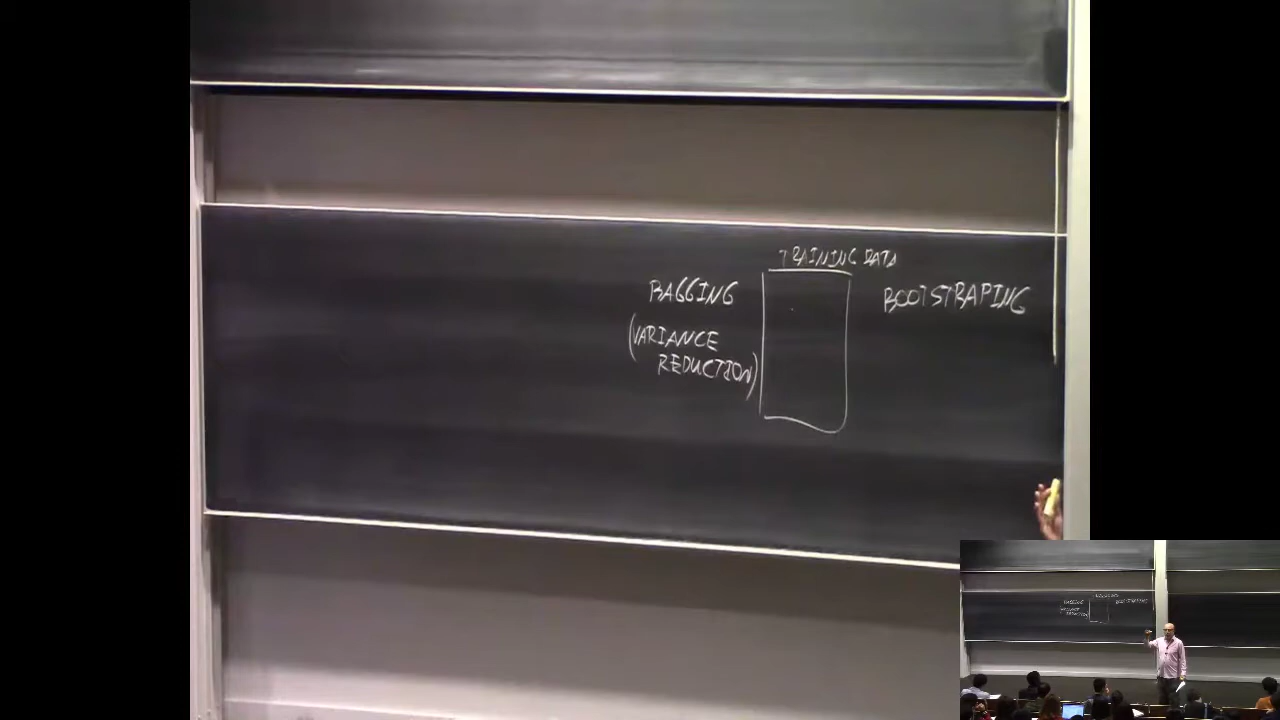 TRAINING DATA
BAGGING
(VARIANCE
REDUCTION)
BOOTSTRAPING